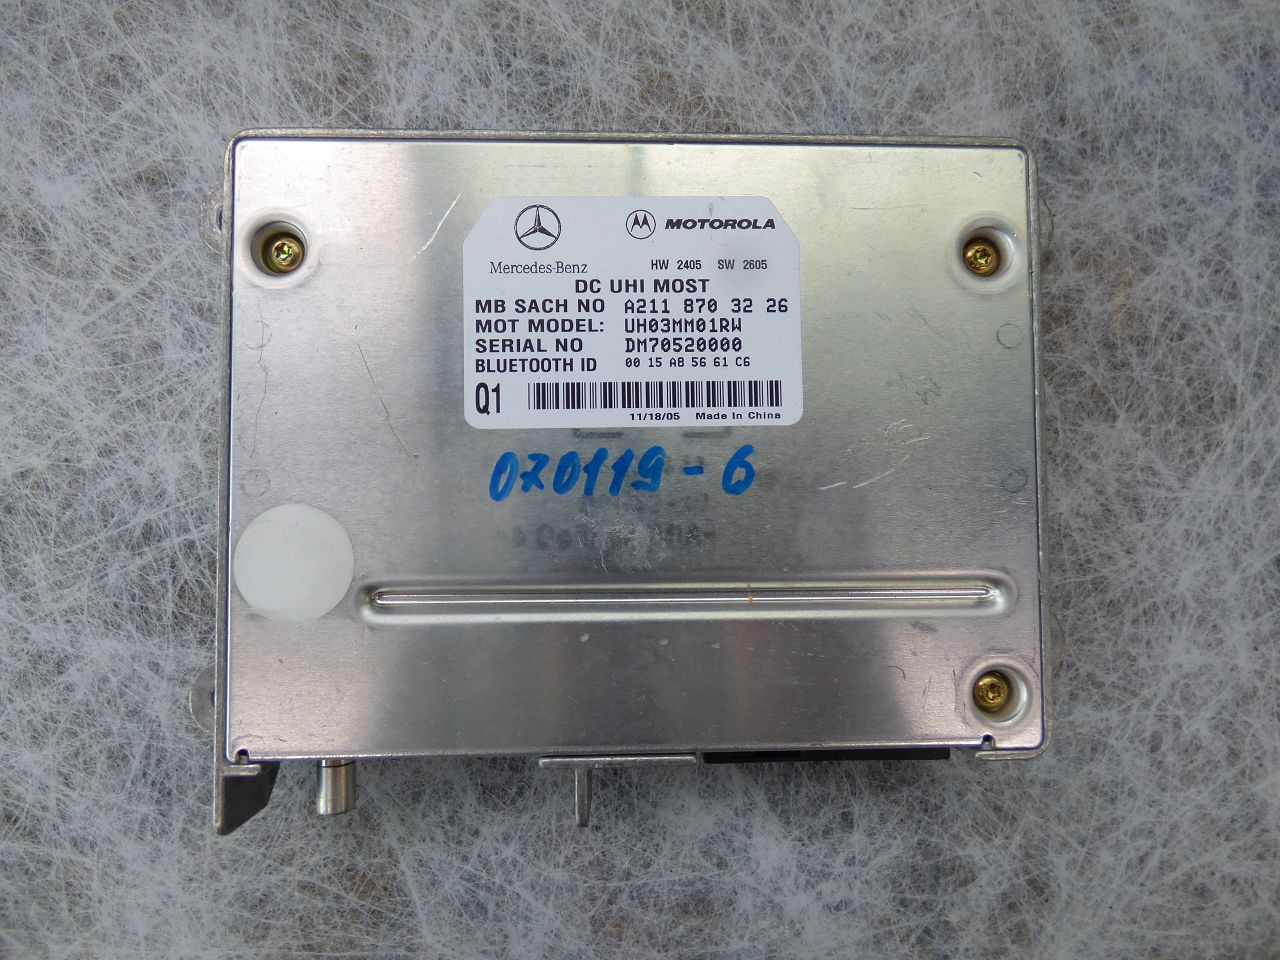 MOTOROLA
Mercedes-Benz HW 2405 SW 2605
DC UHI MOST
MB SACH NO A211 870 32 26
MOT MODEL: UH03MM01RW
SERIAL NO DM70520000
BLUETOOTH ID 00 15 A8 56 61 C6
Q1
11/18/05 Made In China
070119-6